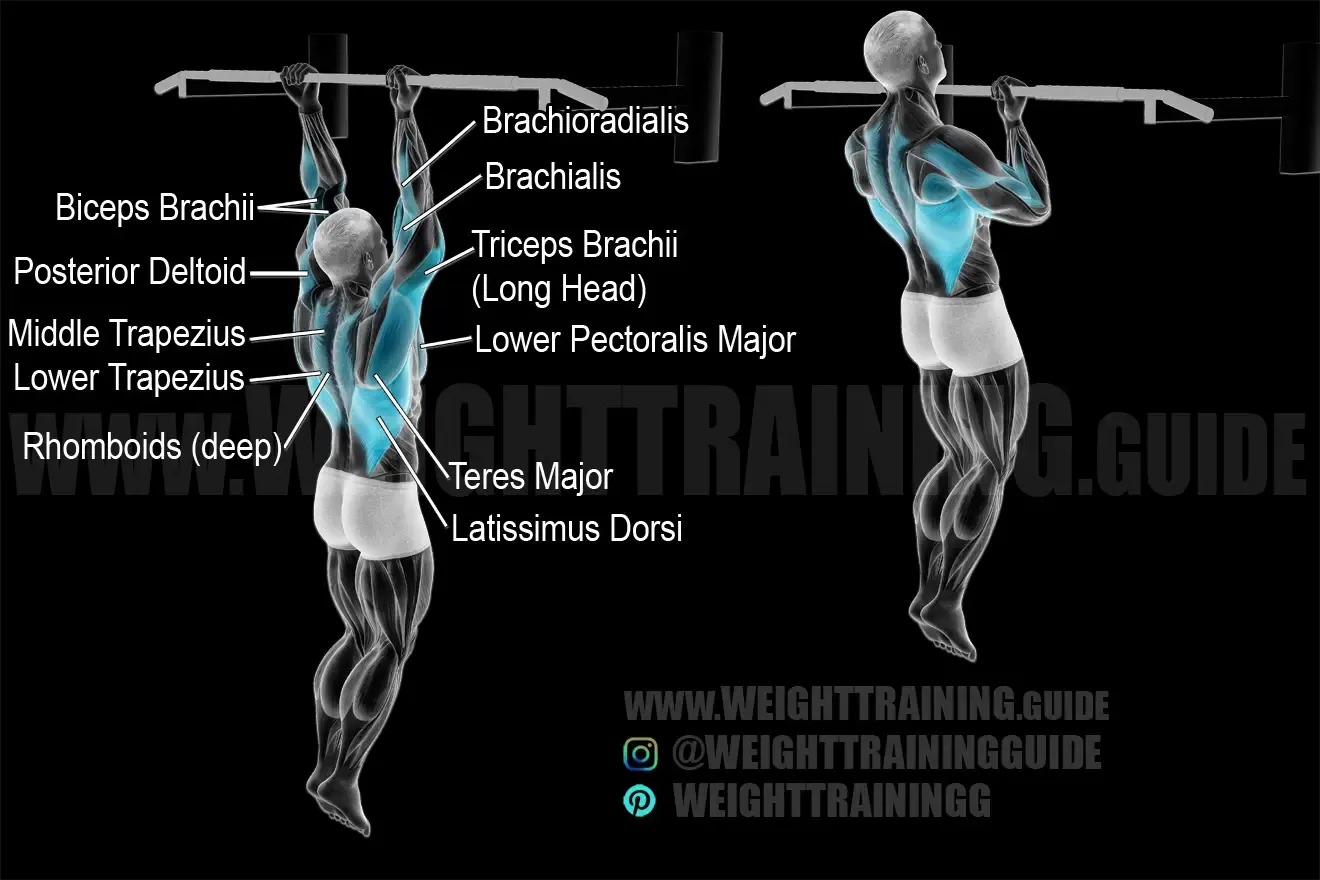 Brachioradialis
Biceps Brachii
Brachialis
Posterior Deltoid
Triceps Brachii
(Long Head)
Middle Trapezius
Lower Pectoralis Major
Lower Trapezius
Rhomboids (deep)
WWW.WEIGHTTRAINING.GUIDE
Teres Major
Latissimus Dorsi
WWW.WEIGHTTRAINING.GUIDE
@WEIGHTTRAININGGUIDE
WEIGHTTRAININGG